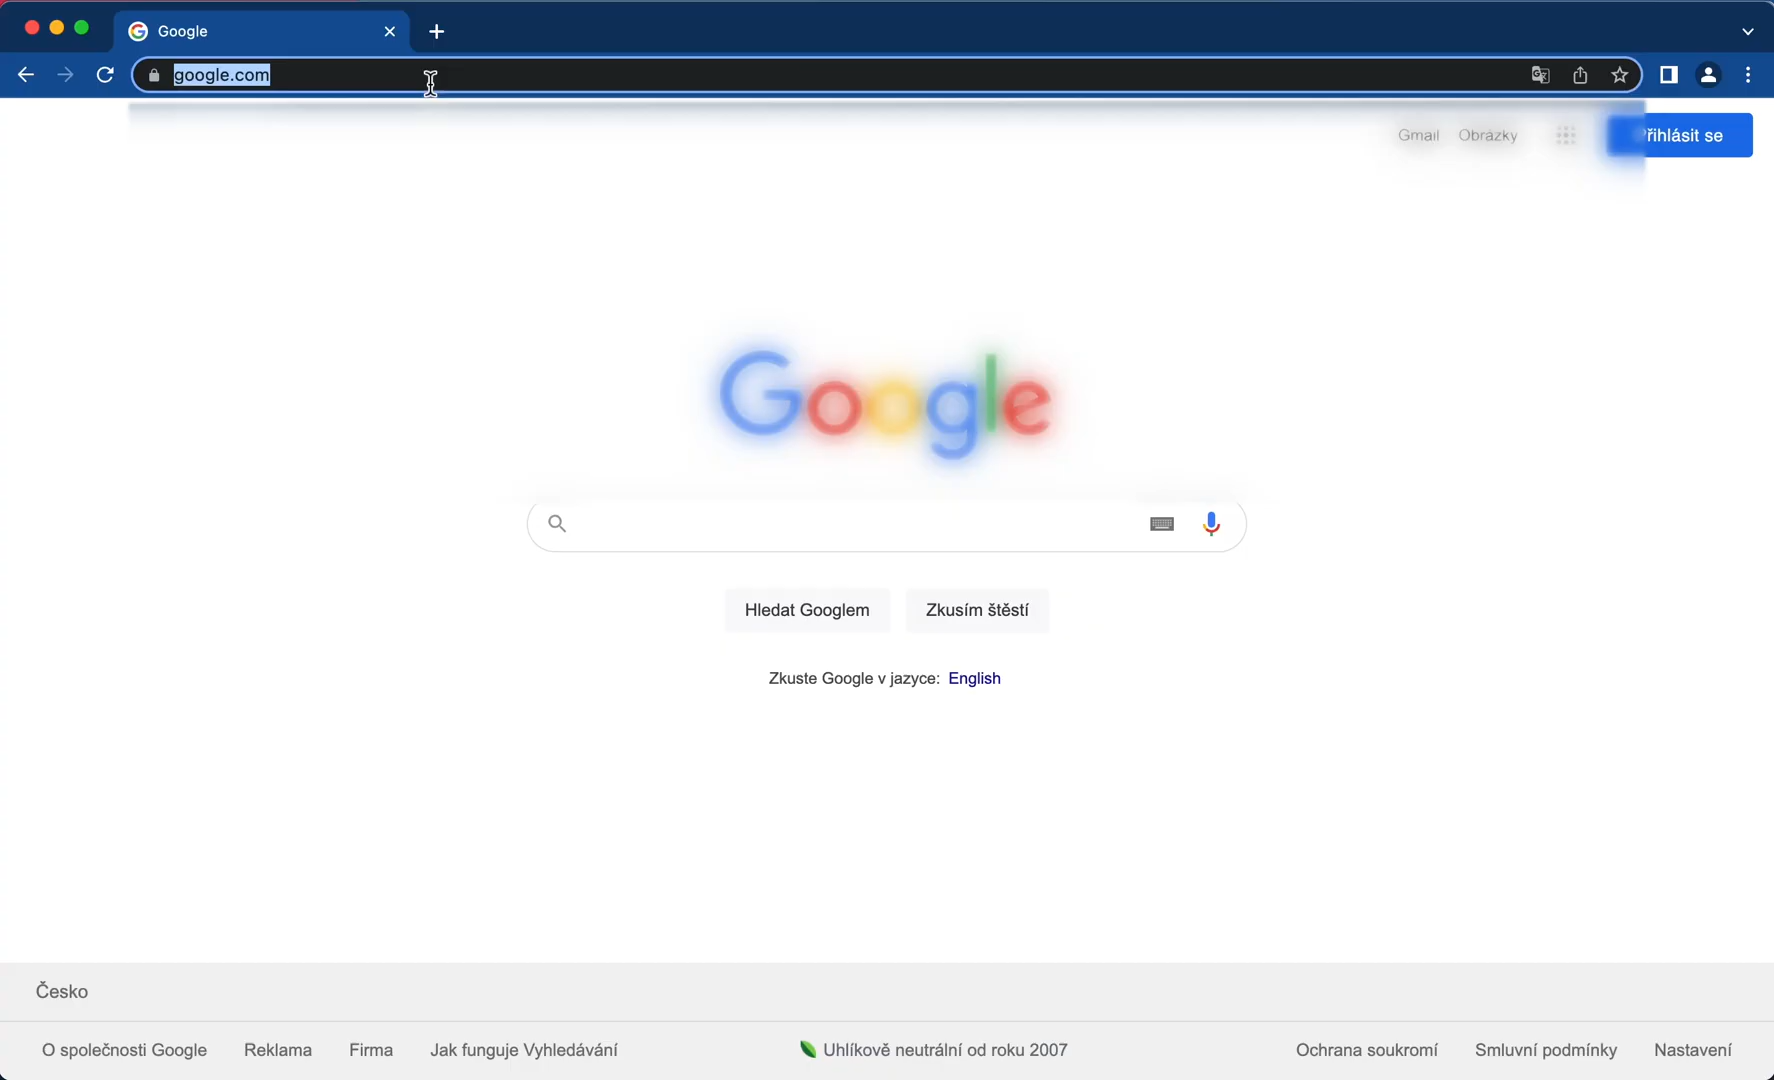 Google
google.com
Gmail Obrázky
řihlásit se
Google
Hledat Googlem Zkusím štěstí
Zkuste Google v jazyce: English
Česko
O společnosti Google Reklama Firma Jak funguje Vyhledávání Uhlíkově neutrální od roku 2007 Ochrana soukromí Smluvní podmínky Nastavení